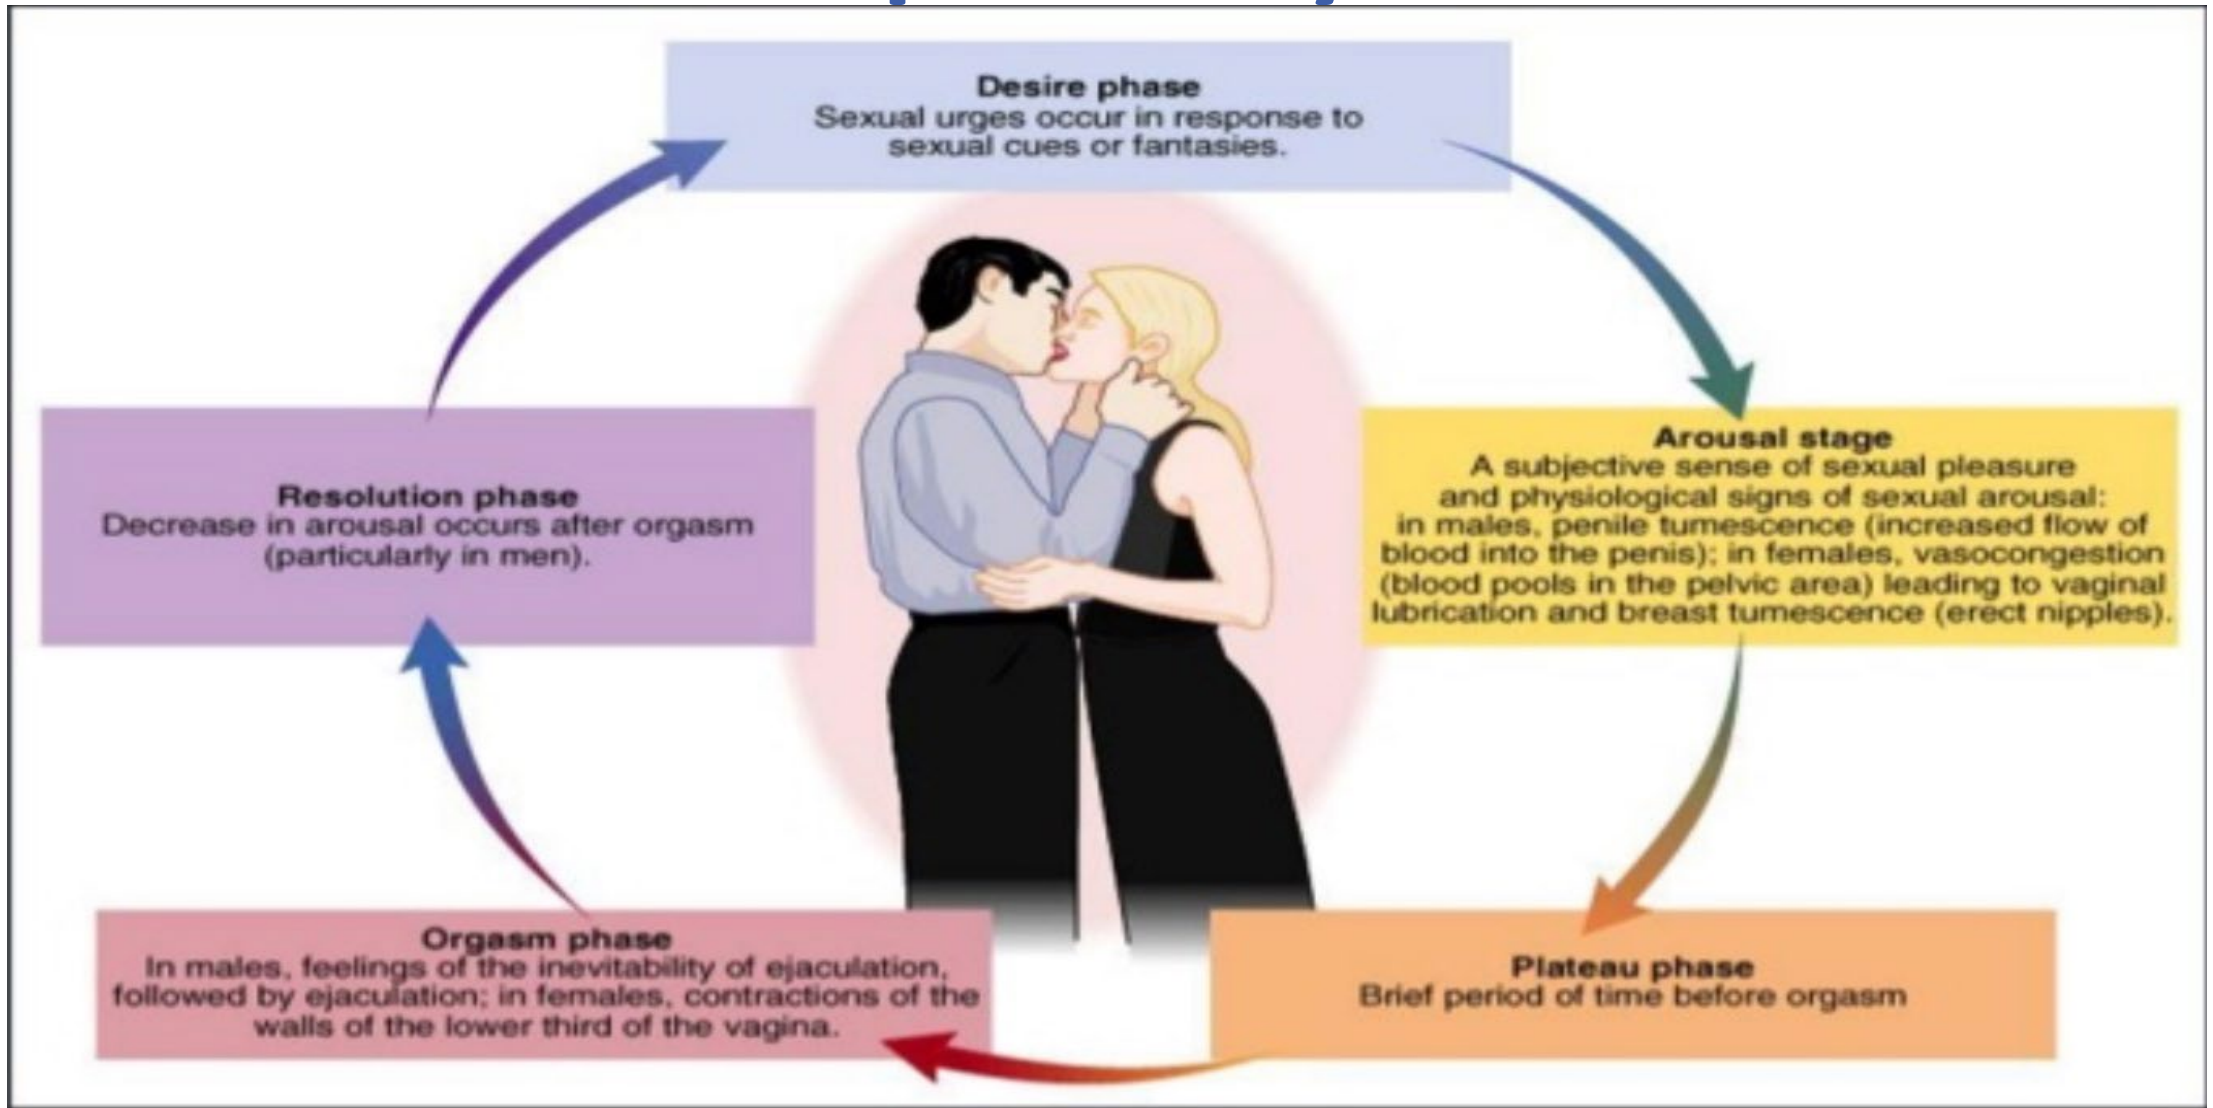 Desire phase
Sexual urges occur in response to
sexual cues or fantasies.
Arousal stage
A subjective sense of sexual pleasure
and physiological signs of sexual arousal:
in males, penile tumescence (increased flow of
blood into the penis); in females, vasocongestion
(blood pools in the pelvic area) leading to vaginal
lubrication and breast tumescence (erect nipples).
Plateau phase
Brief period of time before orgasm
Orgasm phase
In males, feelings of the inevitability of ejaculation,
followed by ejaculation; in females, contractions of the
walls of the lower third of the vagina.
Resolution phase
Decrease in arousal occurs after orgasm
(particularly in men).